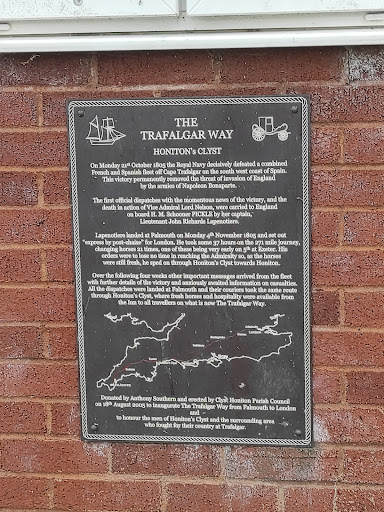 THE
TRAFALGAR WAY
HONITON'S CLYST
On Monday 21st October 1805 the Royal Navy decisively defeated a combined
French and Spanish fleet off Cape Trafalgar on the south west coast of Spain.
This victory permanently removed the threat of invasion of England
by the armies of Napoleon Bonaparte.
The first official dispatches with the momentous news of the victory, and the
death in action of Vice Admiral Lord Nelson, were carried to England
on board H. M. Schooner PICKLE by her captain,
Lieutenant John Richards Lapenotiere.
Lapenotiere landed at Falmouth on Monday 4th November 1805 and set out
"express by post-chaise" for London. He took some 37 hours on the 271 mile journey,
changing horses 21 times, one of these being very early on 5th at Exeter. His
orders were to lose no time in reaching the Admiralty so, as the horses
were still fresh, he sped on through Honiton's Clyst towards Honiton.
Over the following four weeks other important messages arrived from the fleet
with further details of the victory and anxiously awaited information on casualties.
All the dispatches were landed at Falmouth and their couriers took the same route
through Honiton's Clyst, where fresh horses and hospitality were available from
the Inn to all travellers on what is now The Trafalgar Way.
Donated by Anthony Southern and erected by Clyst Honiton Parish Council
on 18th August 2005 to inaugurate The Trafalgar Way from Falmouth to London
and
to honour the men of Honiton's Clyst and the surrounding area
who fought for their country at Trafalgar.